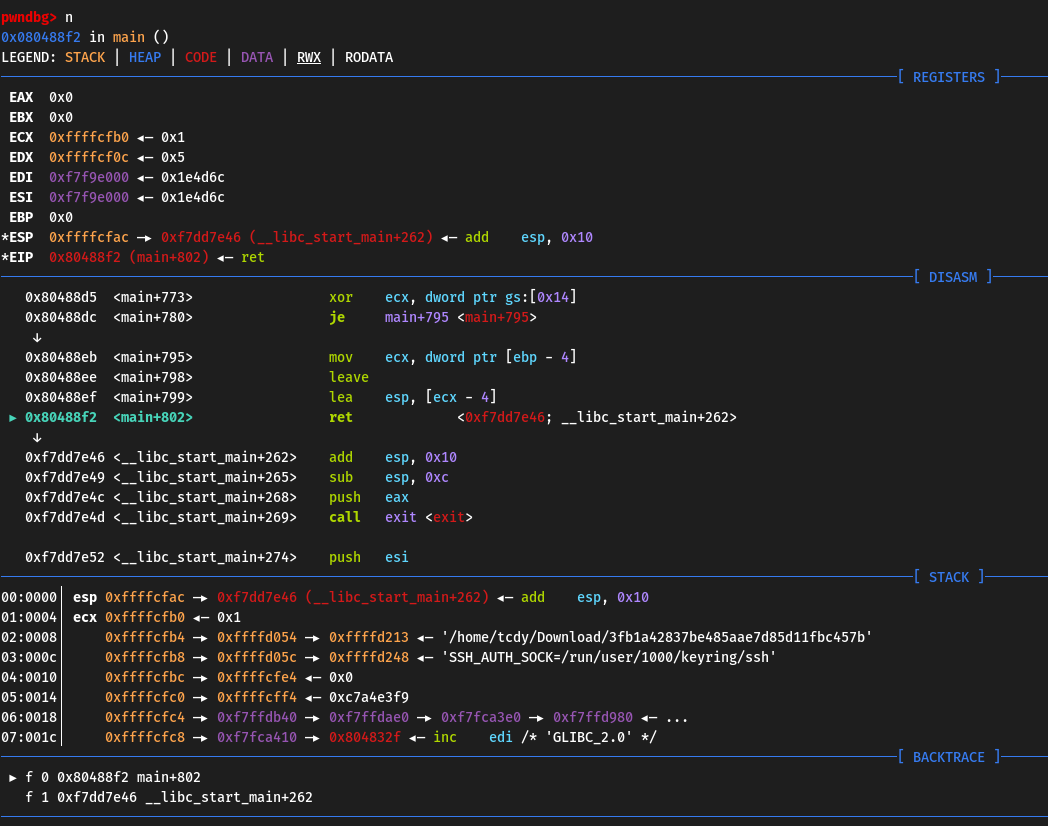 pwndbg> n
0x080488f2 in main ()
LEGEND: STACK | HEAP | CODE | DATA | RWX | RODATA
[ REGISTERS ]
EAX  0x0
EBX  0x0
ECX  0xffffcfb0 ◂— 0x1
EDX  0xffffcf0c ◂— 0x5
EDI  0xf7f9e000 ◂— 0x1e4d6c
ESI  0xf7f9e000 ◂— 0x1e4d6c
EBP  0x0
*ESP  0xffffcfac —▸ 0xf7dd7e46 (__libc_start_main+262) ◂— add    esp, 0x10
*EIP  0x80488f2 (main+802) ◂— ret
[ DISASM ]
0x80488d5  <main+773>                 xor    ecx, dword ptr gs:[0x14]
0x80488dc  <main+780>                 je     main+795 <main+795>
↓
0x80488eb  <main+795>                 mov    ecx, dword ptr [ebp - 4]
0x80488ee  <main+798>                 leave
0x80488ef  <main+799>                 lea    esp, [ecx - 4]
► 0x80488f2  <main+802>                 ret             <0xf7dd7e46; __libc_start_main+262>
↓
0xf7dd7e46 <__libc_start_main+262>    add    esp, 0x10
0xf7dd7e49 <__libc_start_main+265>    sub    esp, 0xc
0xf7dd7e4c <__libc_start_main+268>    push   eax
0xf7dd7e4d <__libc_start_main+269>    call   exit <exit>
0xf7dd7e52 <__libc_start_main+274>    push   esi
[ STACK ]
00:0000│ esp 0xffffcfac —▸ 0xf7dd7e46 (__libc_start_main+262) ◂— add    esp, 0x10
01:0004│ ecx 0xffffcfb0 ◂— 0x1
02:0008│     0xffffcfb4 —▸ 0xffffd054 —▸ 0xffffd213 ◂— '/home/tcdy/Download/3fb1a42837be485aae7d85d11fbc457b'
03:000c│     0xffffcfb8 —▸ 0xffffd05c —▸ 0xffffd248 ◂— 'SSH_AUTH_SOCK=/run/user/1000/keyring/ssh'
04:0010│     0xffffcfbc —▸ 0xffffcfe4 ◂— 0x0
05:0014│     0xffffcfc0 —▸ 0xffffcff4 ◂— 0xc7a4e3f9
06:0018│     0xffffcfc4 —▸ 0xf7ffdb40 —▸ 0xf7ffdae0 —▸ 0xf7fca3e0 —▸ 0xf7ffd980 ◂— ...
07:001c│     0xffffcfc8 —▸ 0xf7fca410 —▸ 0x804832f ◂— inc    edi /* 'GLIBC_2.0' */
[ BACKTRACE ]
► f 0 0x80488f2 main+802
f 1 0xf7dd7e46 __libc_start_main+262